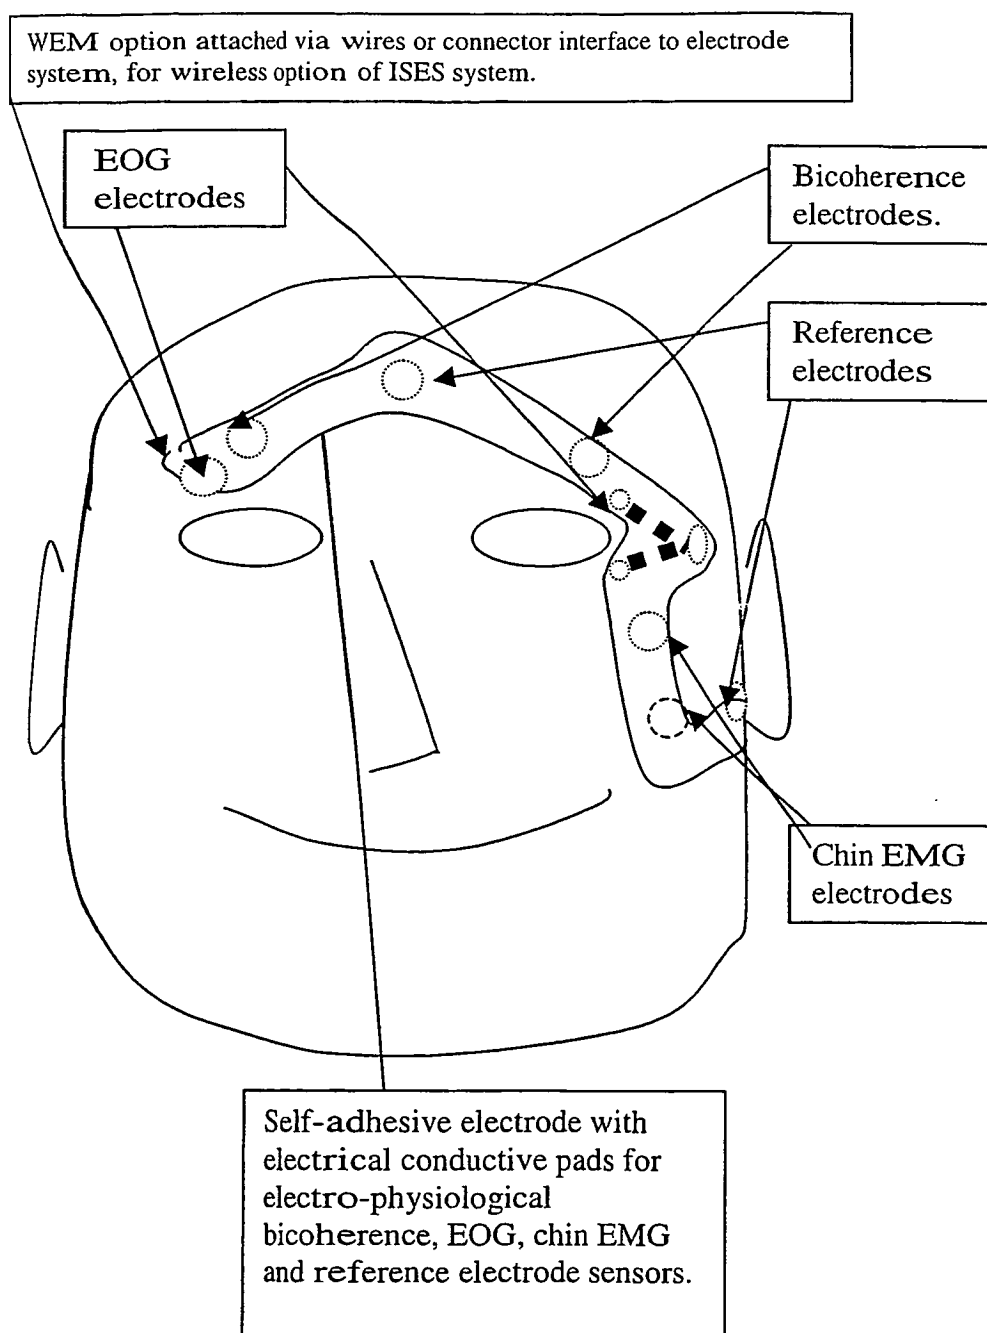 WEM option attached via wires or connector interface to electrode
system, for wireless option of ISES system.
EOG
electrodes
Bicoherence
electrodes.
Reference
electrodes
Chin EMG
electrodes
Self-adhesive electrode with
electrical conductive pads for
electro-physiological
bicoherence, EOG, chin EMG
and reference electrode sensors.